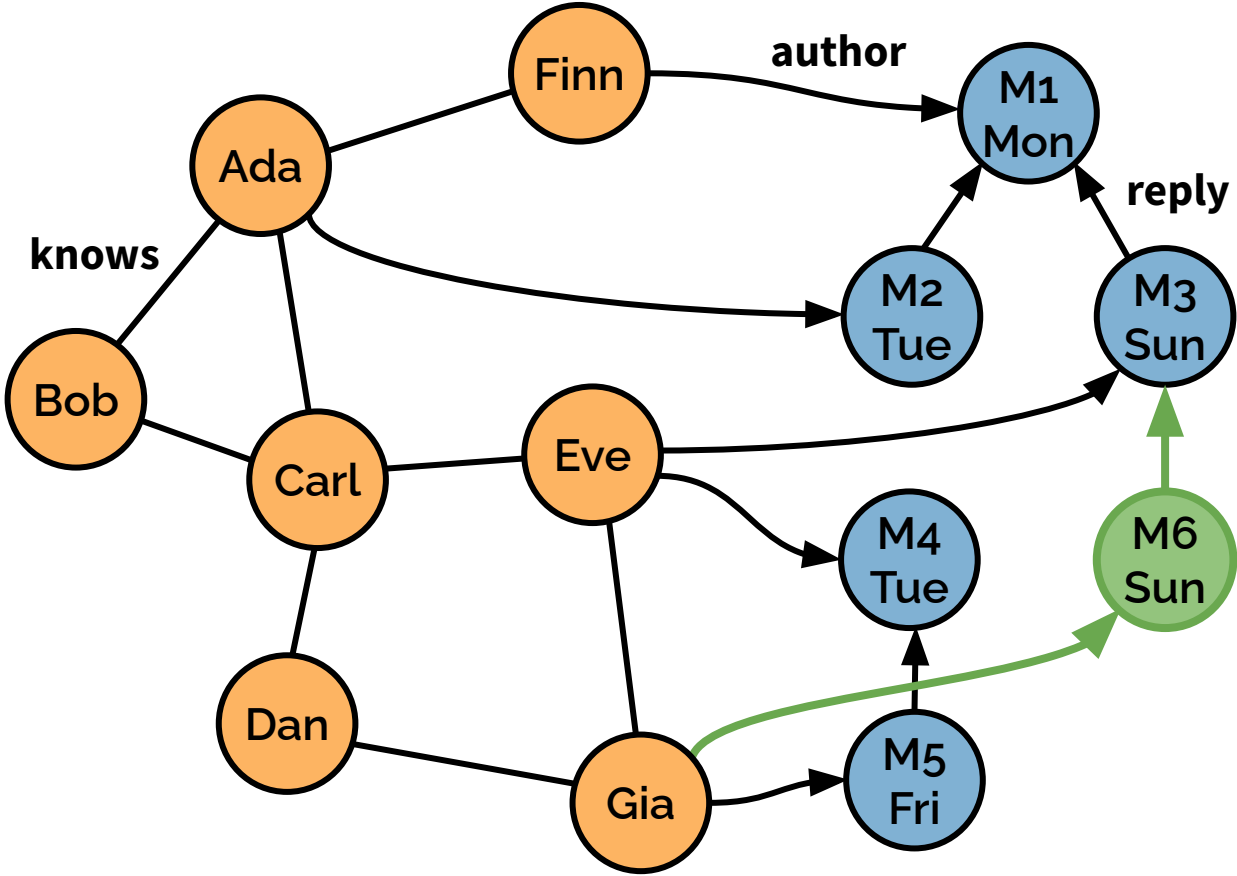 Finn
author
M1
Mon
Ada
reply
knows
M2
Tue
M3
Sun
Bob
Carl
Eve
M4
Tue
M6
Sun
Dan
Gia
M5
Fri